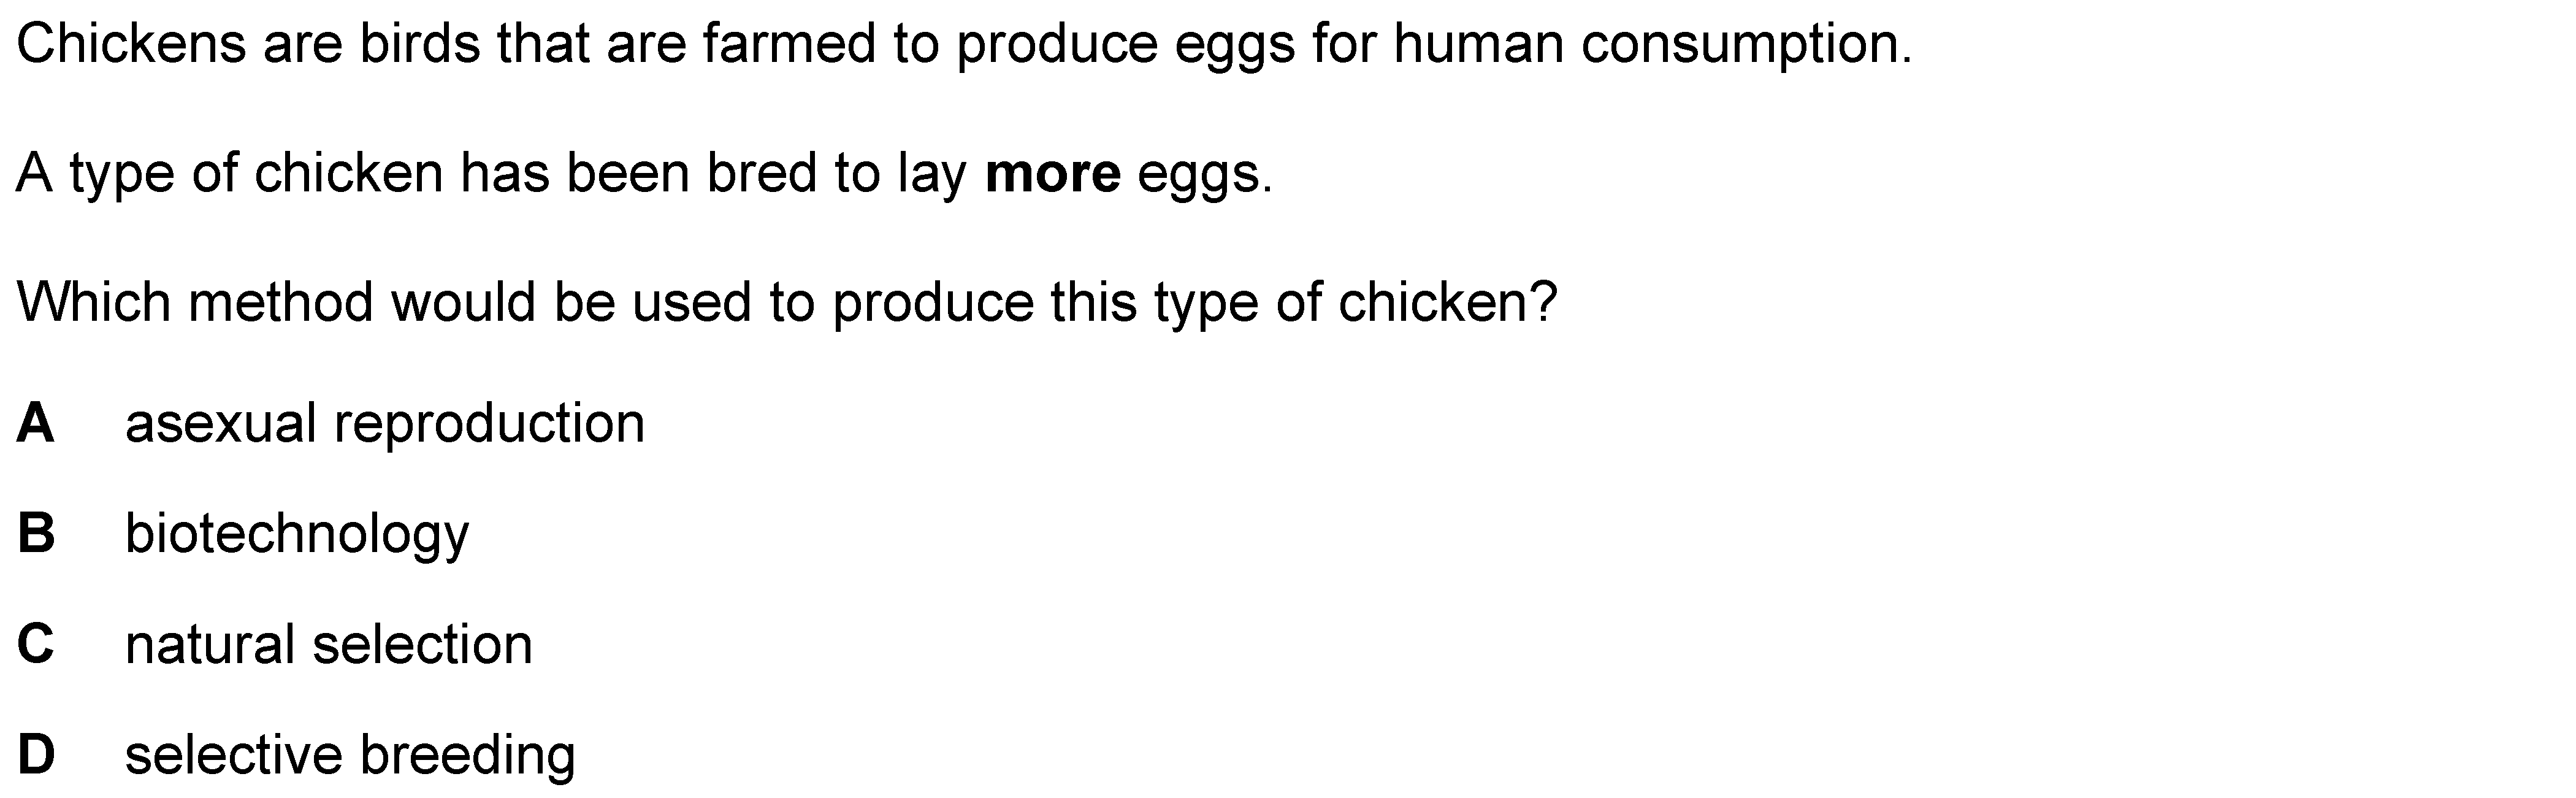 Chickens are birds that are farmed to produce eggs for human consumption.
A type of chicken has been bred to lay more eggs.
Which method would be used to produce this type of chicken?
A asexual reproduction
B biotechnology
C natural selection
D selective breeding